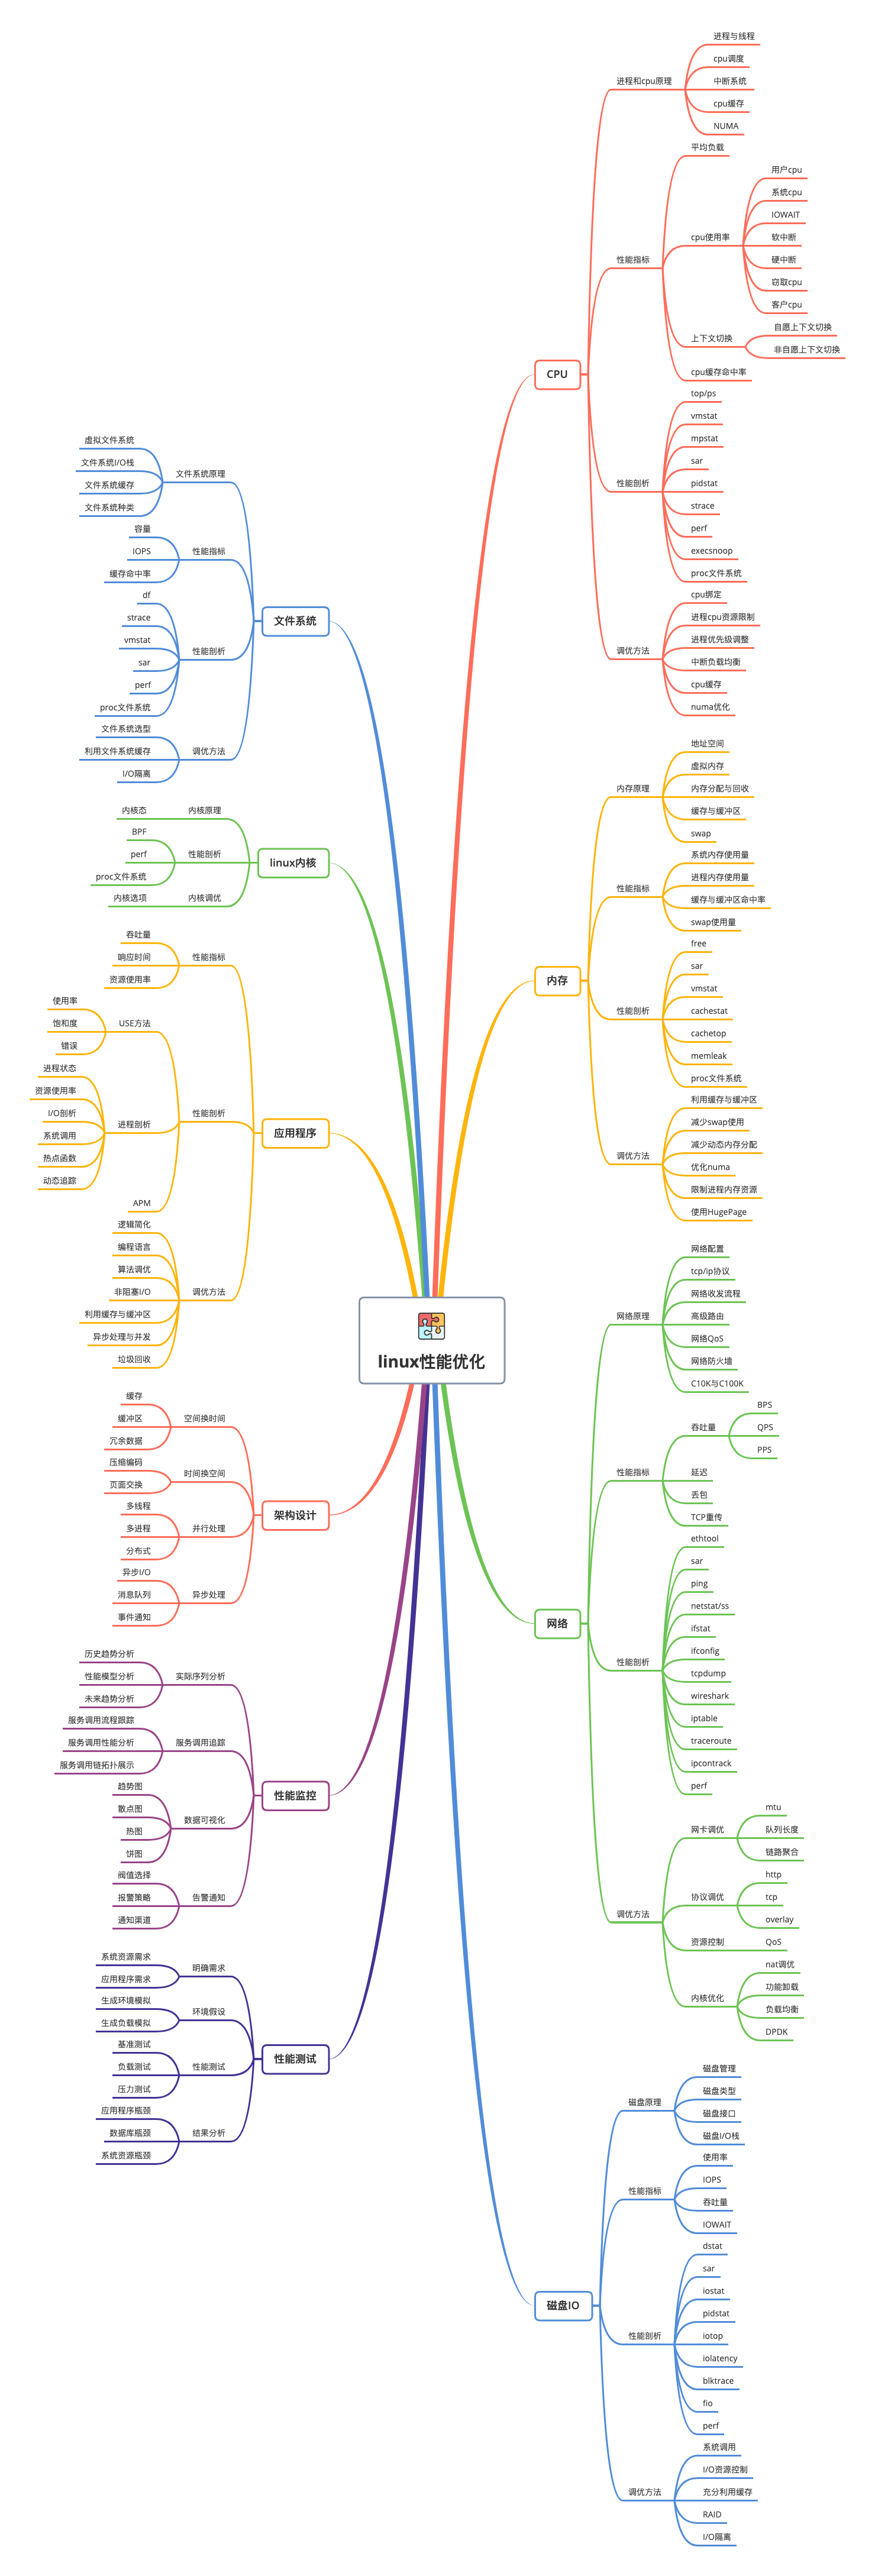 linux性能优化
CPU
进程和cpu原理
进程与线程
cpu调度
中断系统
cpu缓存
NUMA
性能指标
平均负载
cpu使用率
用户cpu
系统cpu
IOWAIT
软中断
硬中断
窃取cpu
客户cpu
上下文切换
自愿上下文切换
非自愿上下文切换
cpu缓存命中率
性能剖析
top/ps
vmstat
mpstat
sar
pidstat
strace
perf
execsnoop
proc文件系统
调优方法
cpu绑定
进程cpu资源限制
进程优先级调整
中断负载均衡
cpu缓存
numa优化
内存
内存原理
地址空间
虚拟内存
内存分配与回收
缓存与缓冲区
swap
性能指标
系统内存使用量
进程内存使用量
缓存与缓冲区命中率
swap使用量
性能剖析
free
sar
vmstat
cachestat
cachetop
memleak
proc文件系统
调优方法
利用缓存与缓冲区
减少swap使用
减少动态内存分配
优化numa
限制进程内存资源
使用HugePage
网络
网络原理
网络配置
tcp/ip协议
网络收发流程
高级路由
网络QoS
网络防火墙
C10K与C100K
性能指标
吞吐量
BPS
QPS
PPS
延迟
丢包
TCP重传
性能剖析
ethtool
sar
ping
netstat/ss
ifstat
ifconfig
tcpdump
wireshark
iptable
traceroute
ipcontrack
perf
调优方法
网卡调优
mtu
队列长度
链路聚合
协议调优
http
tcp
overlay
资源控制
QoS
内核优化
nat调优
功能卸载
负载均衡
DPDK
磁盘IO
磁盘原理
磁盘管理
磁盘类型
磁盘接口
磁盘I/O栈
性能指标
使用率
IOPS
吞吐量
IOWAIT
性能剖析
dstat
sar
iostat
pidstat
iotop
iolatency
blktrace
fio
perf
调优方法
系统调用
I/O资源控制
充分利用缓存
RAID
I/O隔离
文件系统
文件系统原理
虚拟文件系统
文件系统I/O栈
文件系统缓存
文件系统种类
性能指标
容量
IOPS
缓存命中率
性能剖析
df
strace
vmstat
sar
perf
proc文件系统
调优方法
文件系统选型
利用文件系统缓存
I/O隔离
linux内核
内核原理
内核态
性能剖析
BPF
perf
proc文件系统
内核调优
内核选项
应用程序
性能指标
吞吐量
响应时间
资源使用率
性能剖析
USE方法
使用率
饱和度
错误
进程剖析
进程状态
资源使用率
I/O剖析
系统调用
热点函数
动态追踪
APM
调优方法
逻辑简化
编程语言
算法调优
非阻塞I/O
利用缓存与缓冲区
异步处理与并发
垃圾回收
架构设计
空间换时间
缓存
缓冲区
冗余数据
时间换空间
压缩编码
页面交换
并行处理
多线程
多进程
分布式
异步处理
异步I/O
消息队列
事件通知
性能监控
实际序列分析
历史趋势分析
性能模型分析
未来趋势分析
服务调用追踪
服务调用流程跟踪
服务调用性能分析
服务调用链拓扑展示
数据可视化
趋势图
散点图
热图
饼图
告警通知
阀值选择
报警策略
通知渠道
性能测试
明确需求
系统资源需求
应用程序需求
环境假设
生成环境模拟
生成负载模拟
性能测试
基准测试
负载测试
压力测试
结果分析
应用程序瓶颈
数据库瓶颈
系统资源瓶颈